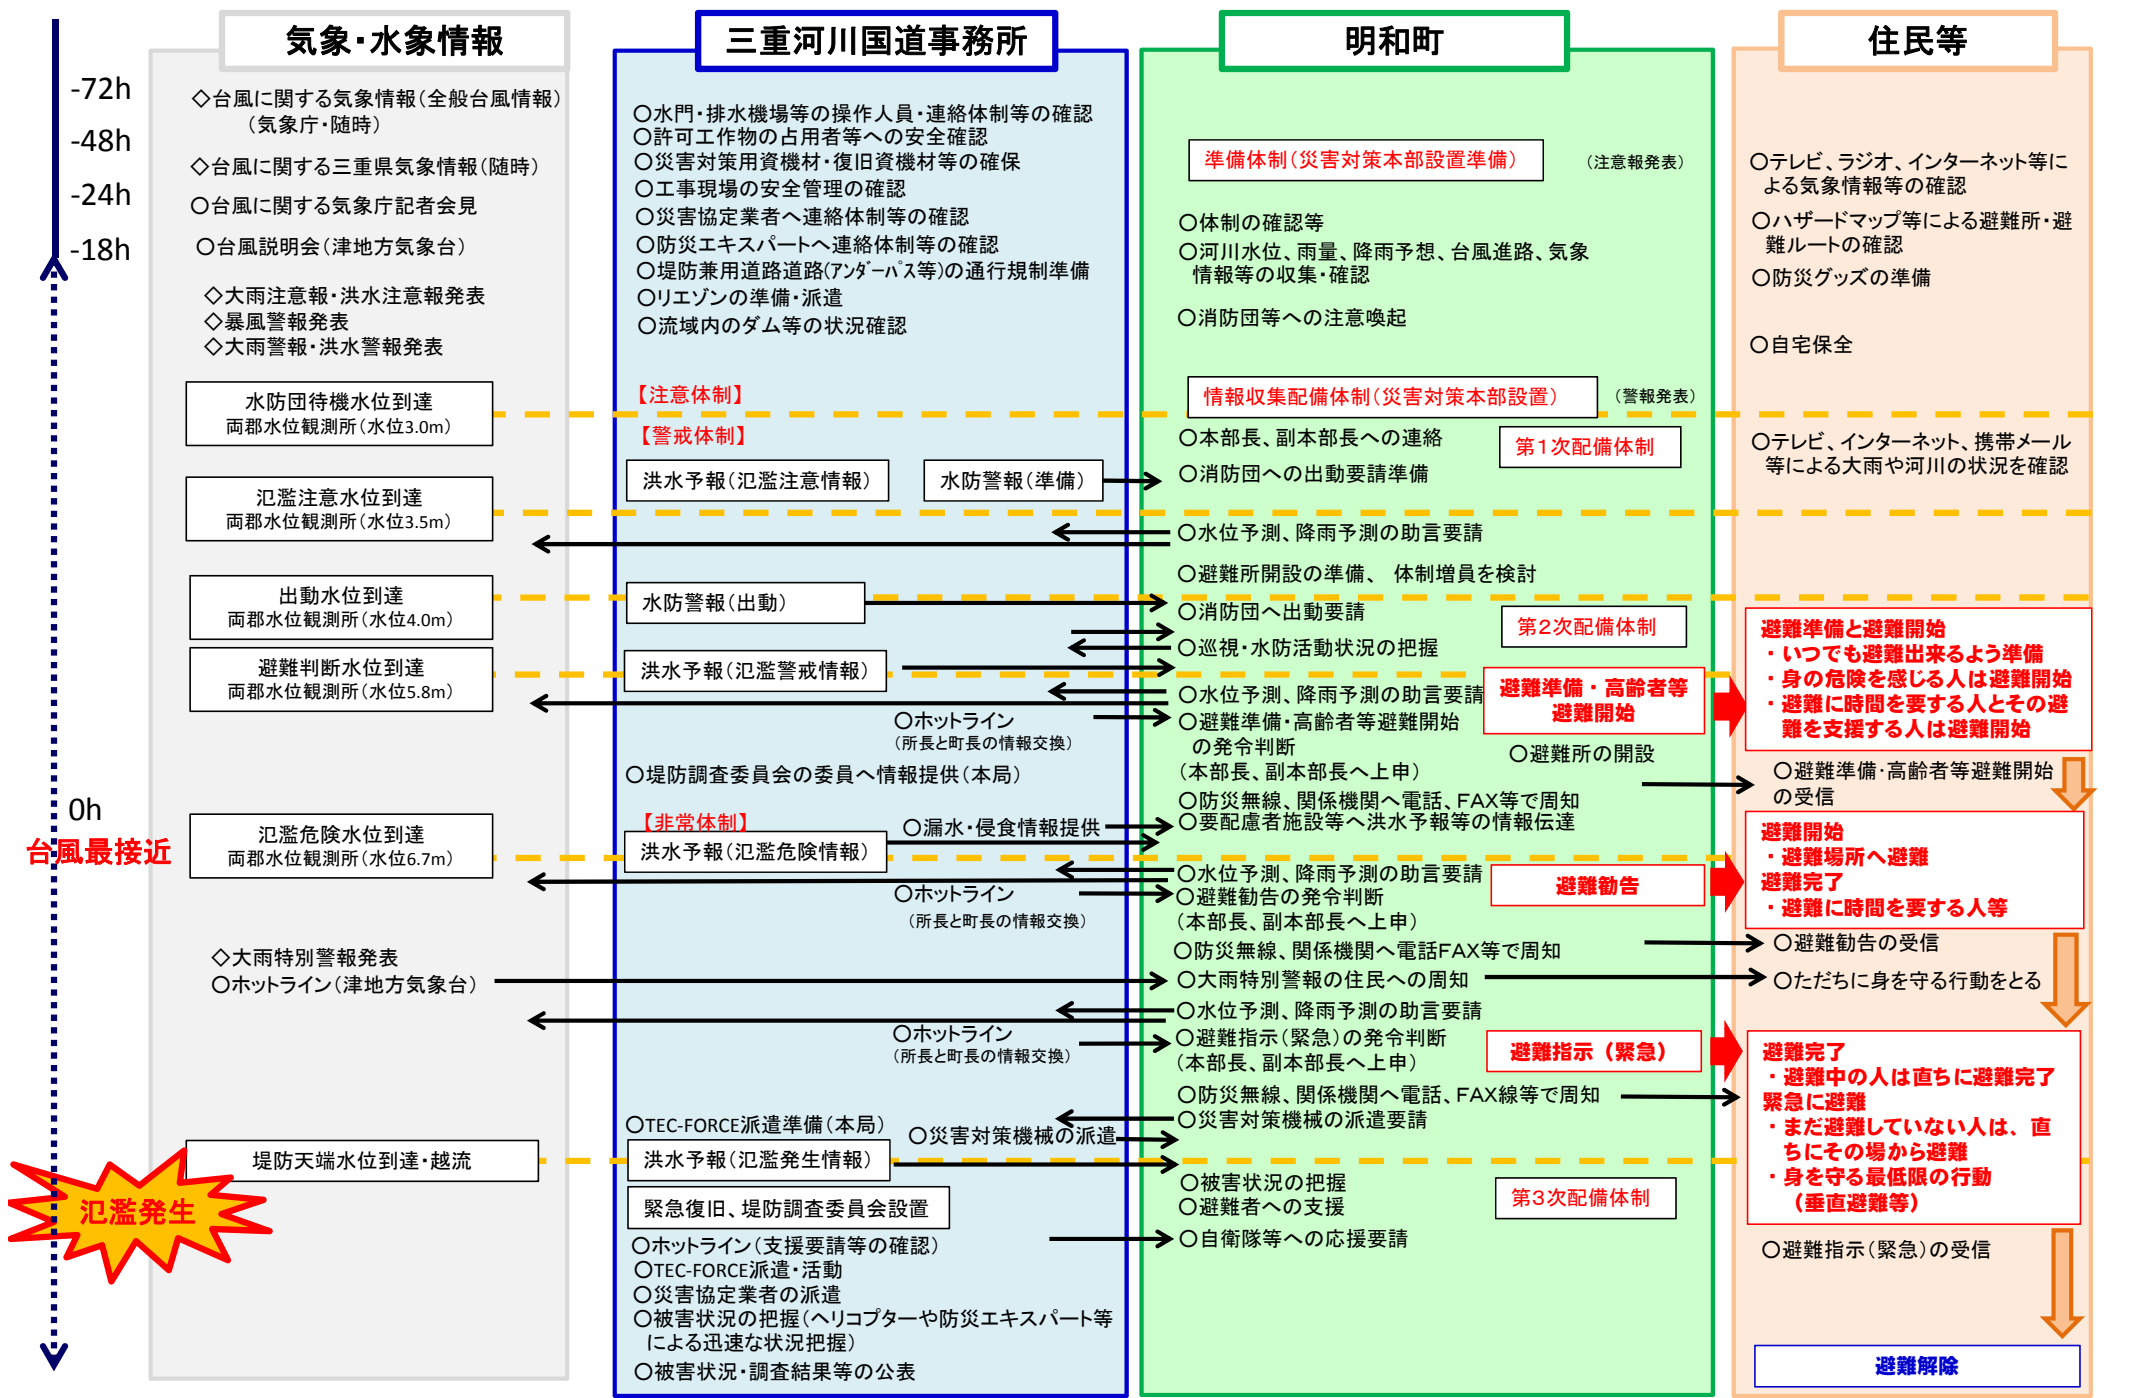 気象・水象情報
三重河川国道事務所
明和町
住民等
-72h
-48h
-24h
-18h
0h
台風最接近
氾濫発生
◇台風に関する気象情報（全般台風情報）
（気象庁・随時）
◇台風に関する三重県気象情報（随時）
○台風に関する気象庁記者会見
○台風説明会（津地方気象台）
◇大雨注意報・洪水注意報発表
◇暴風警報発表
◇大雨警報・洪水警報発表
水防団待機水位到達
両郡水位観測所（水位3.0m）
氾濫注意水位到達
両郡水位観測所（水位3.5m）
出動水位到達
両郡水位観測所（水位4.0m）
避難判断水位到達
両郡水位観測所（水位5.8m）
氾濫危険水位到達
両郡水位観測所（水位6.7m）
◇大雨特別警報発表
○ホットライン（津地方気象台）
堤防天端水位到達・越流
○水門・排水機場等の操作人員・連絡体制等の確認
○許可工作物の占用者等への安全確認
○災害対策用資機材・復旧資機材等の確保
○工事現場の安全管理の確認
○災害協定業者へ連絡体制等の確認
○防災エキスパートへ連絡体制等の確認
○堤防兼用道路道路(ｱﾝﾀﾞｰﾊﾟｽ等)の通行規制準備
○リエゾンの準備・派遣
○流域内のダム等の状況確認
【注意体制】
【警戒体制】
洪水予報（氾濫注意情報）
水防警報（準備）
水防警報（出動）
洪水予報（氾濫警戒情報）
○ホットライン
（所長と町長の情報交換）
○堤防調査委員会の委員へ情報提供（本局）
【非常体制】
○漏水・侵食情報提供
洪水予報（氾濫危険情報）
○ホットライン
（所長と町長の情報交換）
○ホットライン
（所長と町長の情報交換）
○TEC-FORCE派遣準備（本局）
○災害対策機械の派遣
洪水予報（氾濫発生情報）
緊急復旧、堤防調査委員会設置
○ホットライン（支援要請等の確認）
○TEC-FORCE派遣・活動
○災害協定業者の派遣
○被害状況の把握（ヘリコプターや防災エキスパート等
による迅速な状況把握）
○被害状況・調査結果等の公表
準備体制（災害対策本部設置準備）
（注意報発表）
○体制の確認等
○河川水位、雨量、降雨予想、台風進路、気象
情報等の収集・確認
○消防団等への注意喚起
情報収集配備体制（災害対策本部設置）
（警報発表）
○本部長、副本部長への連絡
第１次配備体制
○消防団への出動要請準備
○水位予測、降雨予測の助言要請
○避難所開設の準備、 体制増員を検討
○消防団へ出動要請
第２次配備体制
○巡視・水防活動状況の把握
○水位予測、降雨予測の助言要請
避難準備・高齢者等
避難開始
○避難準備・高齢者等避難開始
の発令判断
（本部長、副本部長へ上申）
○避難所の開設
○防災無線、関係機関へ電話、FAX等で周知
○要配慮者施設等へ洪水予報等の情報伝達
○水位予測、降雨予測の助言要請
避難勧告
○避難勧告の発令判断
（本部長、副本部長へ上申）
○防災無線、関係機関へ電話FAX等で周知
○大雨特別警報の住民への周知
○水位予測、降雨予測の助言要請
○避難指示（緊急）の発令判断
（本部長、副本部長へ上申）
避難指示（緊急）
○防災無線、関係機関へ電話、FAX線等で周知
○災害対策機械の派遣要請
○被害状況の把握
○避難者への支援
第３次配備体制
○自衛隊等への応援要請
○テレビ、ラジオ、インターネット等に
よる気象情報等の確認
○ハザードマップ等による避難所・避
難ルートの確認
○防災グッズの準備
○自宅保全
○テレビ、インターネット、携帯メール
等による大雨や河川の状況を確認
避難準備と避難開始
・いつでも避難出来るよう準備
・身の危険を感じる人は避難開始
・避難に時間を要する人とその避
難を支援する人は避難開始
○避難準備・高齢者等避難開始
の受信
避難開始
・避難場所へ避難
避難完了
・避難に時間を要する人等
○避難勧告の受信
○ただちに身を守る行動をとる
避難完了
・避難中の人は直ちに避難完了
緊急に避難
・まだ避難していない人は、直
ちにその場から避難
・身を守る最低限の行動
（垂直避難等）
○避難指示（緊急）の受信
避難解除